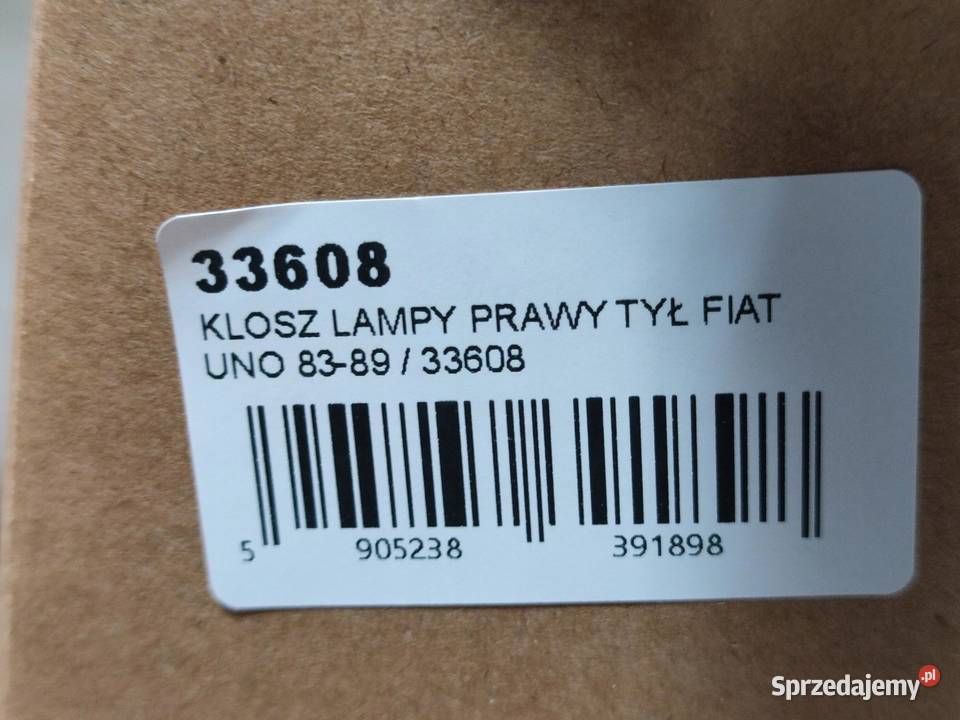 33608
KLOSZ LAMPY PRAWY TYŁ FIAT
UNO 83-89 / 33608
5 905238 391898
Sprzedajemy.pl